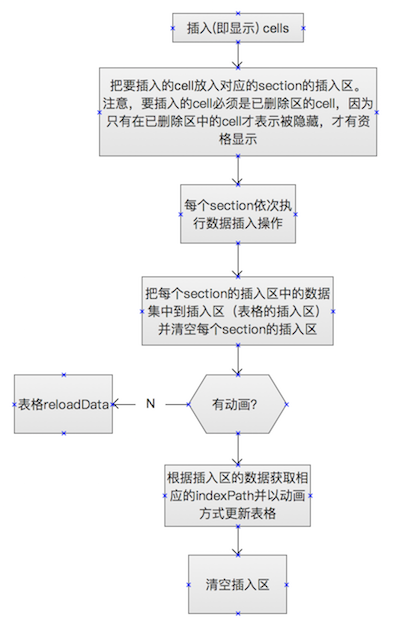 插入(即显示) cells
把要插入的cell放入对应的section的插入区。
注意，要插入的cell必须是已删除区的cell，因为
只有在已删除区中的cell才表示被隐藏，才有资
格显示
每个section依次执
行数据插入操作
把每个section的插入区中的数据
集中到插入区（表格的插入区）
并清空每个section的插入区
有动画?
N
表格reloadData
根据插入区的数据获取相
应的indexPath并以动画
方式更新表格
清空插入区